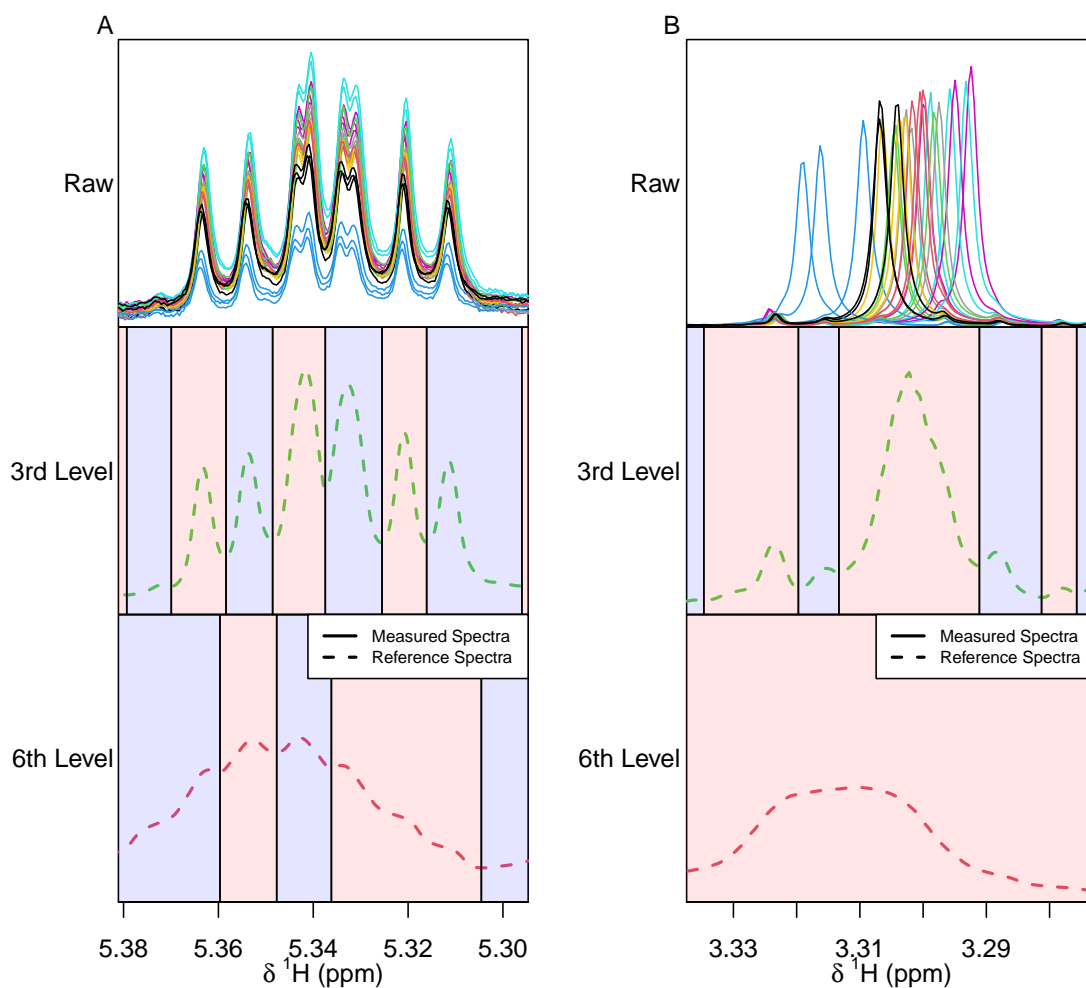 A
Raw
3rd Level
6th Level
Measured Spectra
Reference Spectra
5.38 5.36 5.34 5.32 5.30
δ ¹H (ppm)
B
Raw
3rd Level
6th Level
Measured Spectra
Reference Spectra
3.33 3.31 3.29
δ ¹H (ppm)